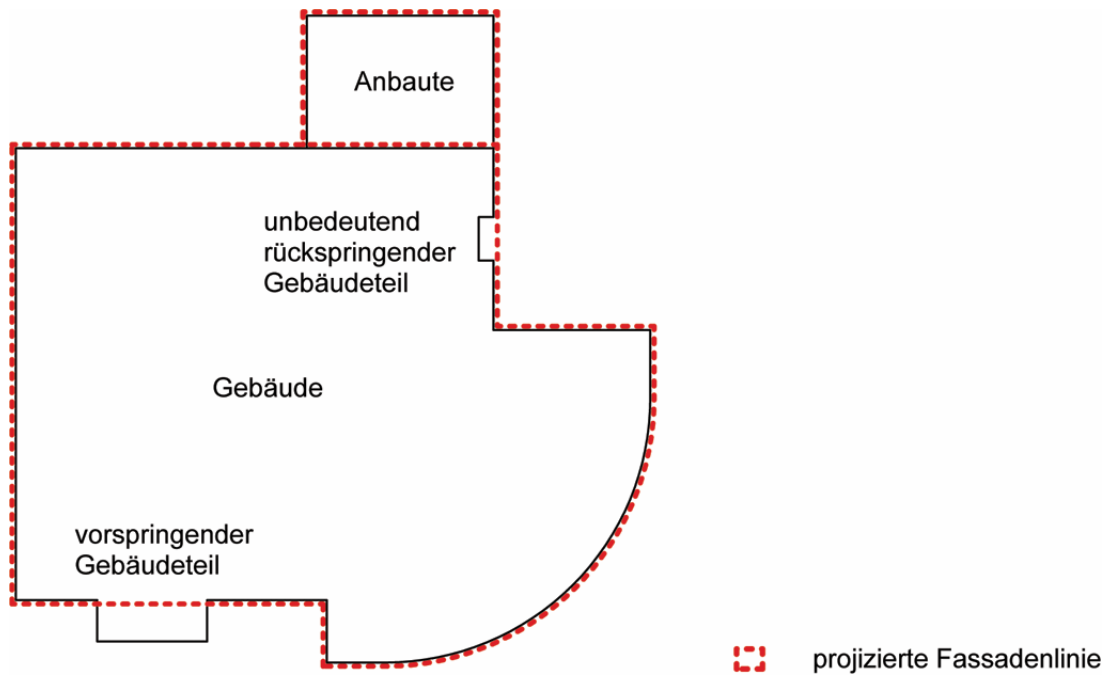 Anbaute
unbedeutend
rückspringender
Gebäudeteil
Gebäude
vorspringender
Gebäudeteil
projizierte Fassadenlinie